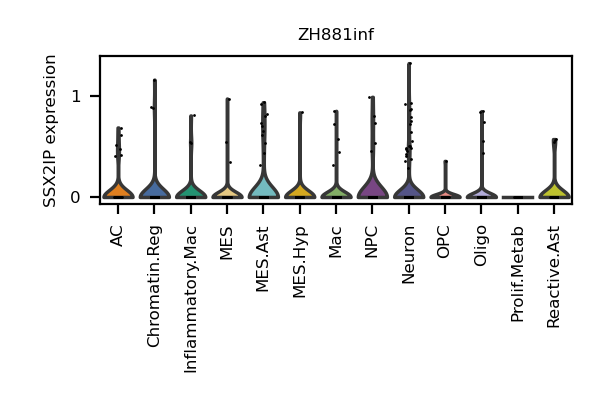 ZH881inf
SSX2IP expression
1
0
AC
Chromatin.Reg
Inflammatory.Mac
MES
MES.Ast
MES.Hyp
Mac
NPC
Neuron
OPC
Oligo
Prolif.Metab
Reactive.Ast